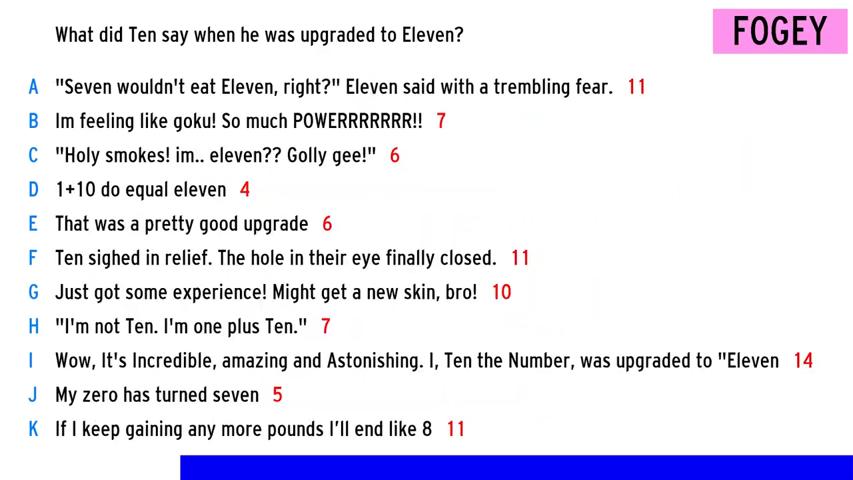 What did Ten say when he was upgraded to Eleven?
FOGEY
A "Seven wouldn't eat Eleven, right?" Eleven said with a trembling fear. 11
B Im feeling like goku! So much POWERRRRRRR!! 7
C "Holy smokes! im.. eleven?? Golly gee!" 6
D 1+10 do equal eleven 4
E That was a pretty good upgrade 6
F Ten sighed in relief. The hole in their eye finally closed. 11
G Just got some experience! Might get a new skin, bro! 10
H "I'm not Ten. I'm one plus Ten." 7
I Wow, It's Incredible, amazing and Astonishing. I, Ten the Number, was upgraded to "Eleven 14
J My zero has turned seven 5
K If I keep gaining any more pounds I’ll end like 8 11